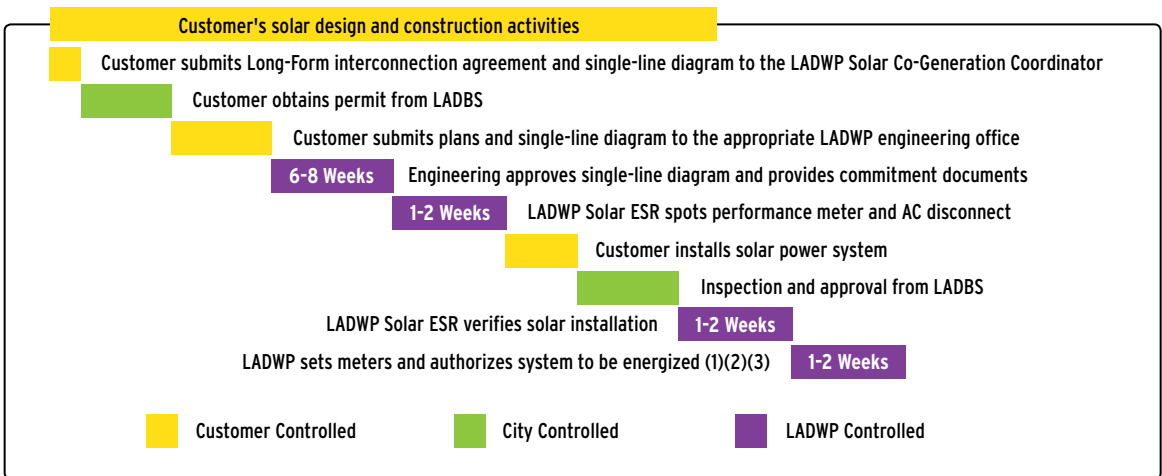 Customer's solar design and construction activities
Customer submits Long-Form interconnection agreement and single-line diagram to the LADWP Solar Co-Generation Coordinator
Customer obtains permit from LADBS
Customer submits plans and single-line diagram to the appropriate LADWP engineering office
6-8 Weeks Engineering approves single-line diagram and provides commitment documents
1-2 Weeks LADWP Solar ESR spots performance meter and AC disconnect
Customer installs solar power system
Inspection and approval from LADBS
LADWP Solar ESR verifies solar installation 1-2 Weeks
LADWP sets meters and authorizes system to be energized (1)(2)(3) 1-2 Weeks
Customer Controlled City Controlled LADWP Controlled